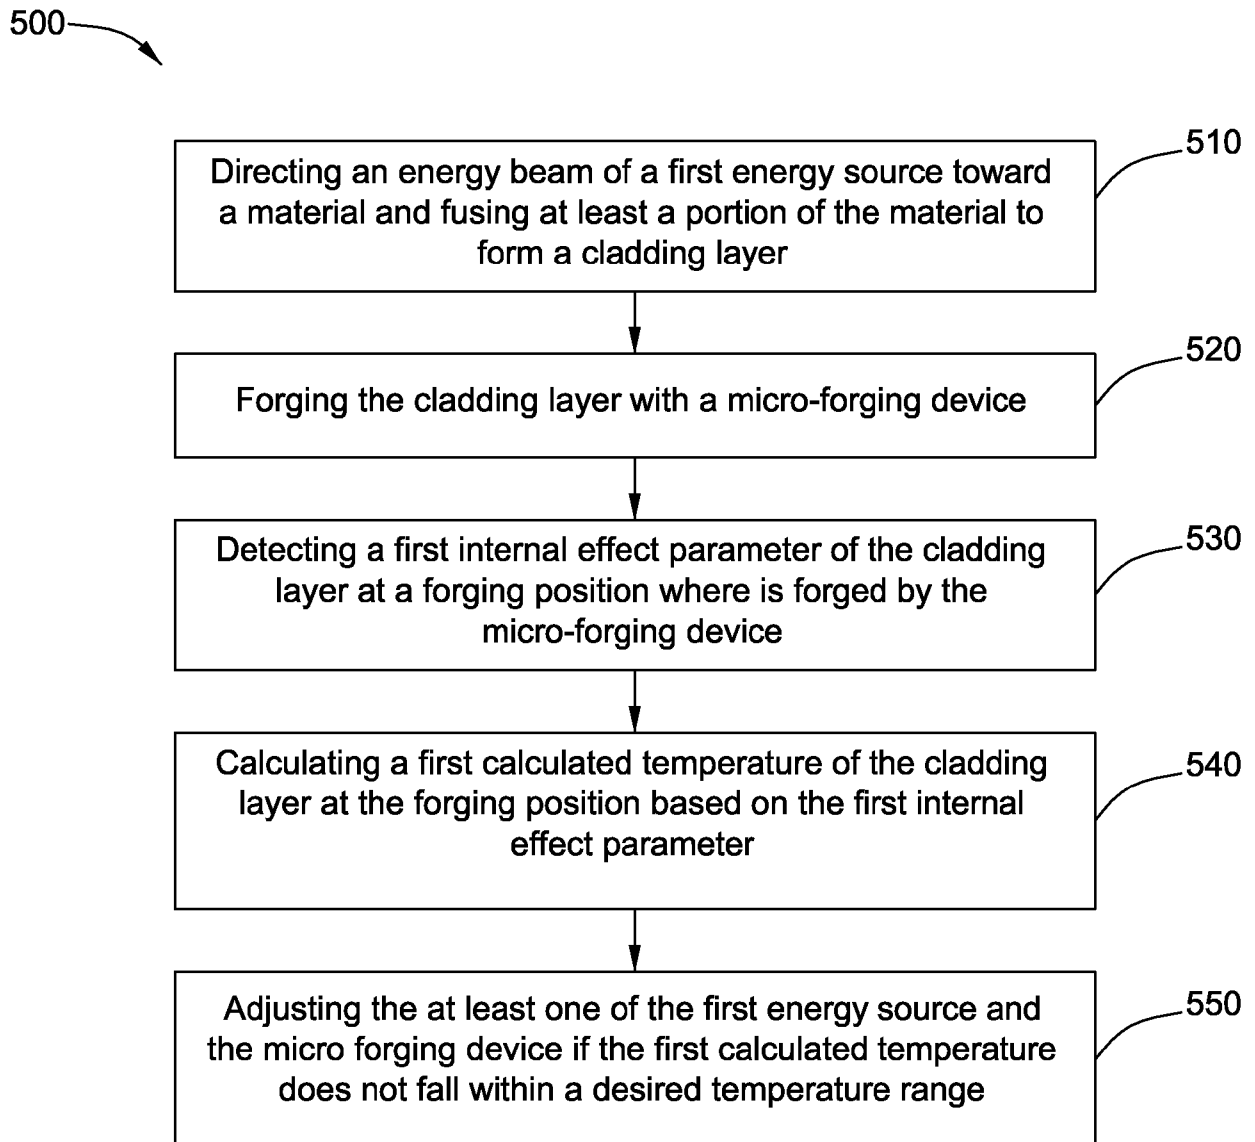 500
510
Directing an energy beam of a first energy source toward
a material and fusing at least a portion of the material to
form a cladding layer
520
Forging the cladding layer with a micro-forging device
530
Detecting a first internal effect parameter of the cladding
layer at a forging position where is forged by the
micro-forging device
540
Calculating a first calculated temperature of the cladding
layer at the forging position based on the first internal
effect parameter
550
Adjusting the at least one of the first energy source and
the micro forging device if the first calculated temperature
does not fall within a desired temperature range